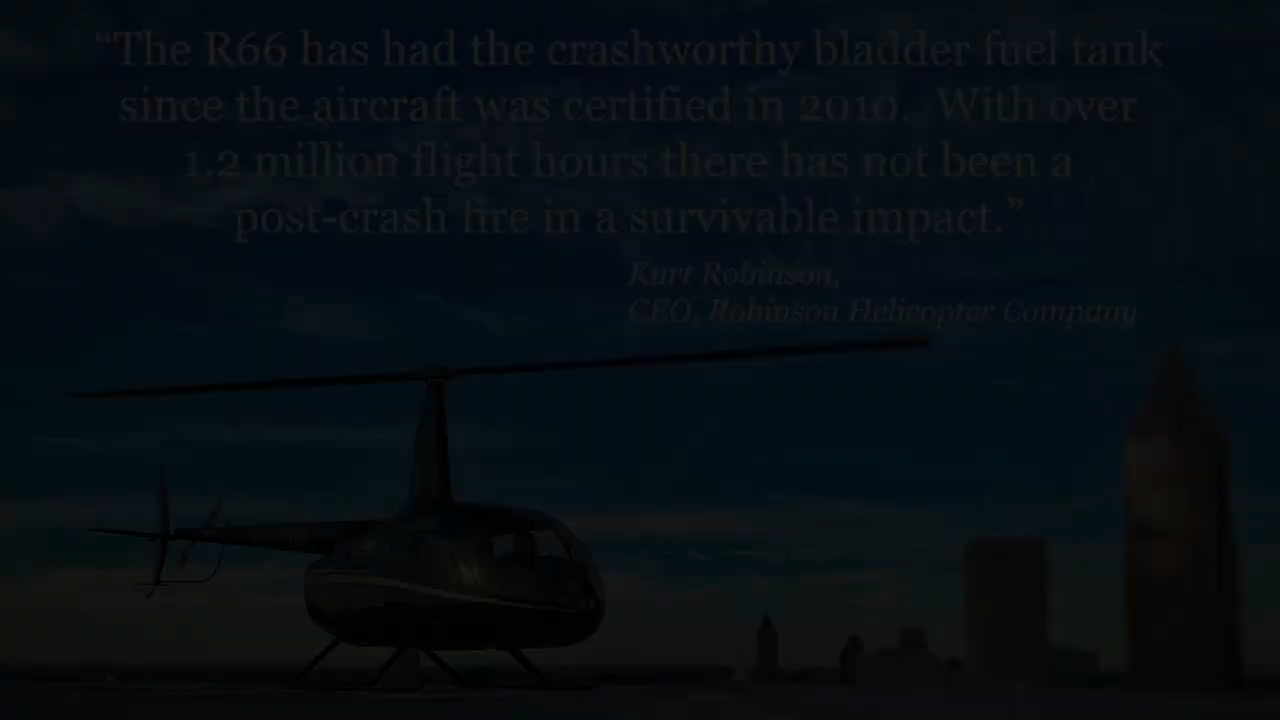 “The R66 has had the crashworthy bladder fuel tank
since the aircraft was certified in 2010.  With over
1.2 million flight hours there has not been a
post-crash fire in a survivable impact.”
Kurt Robinson,
CEO, Robinson Helicopter Company